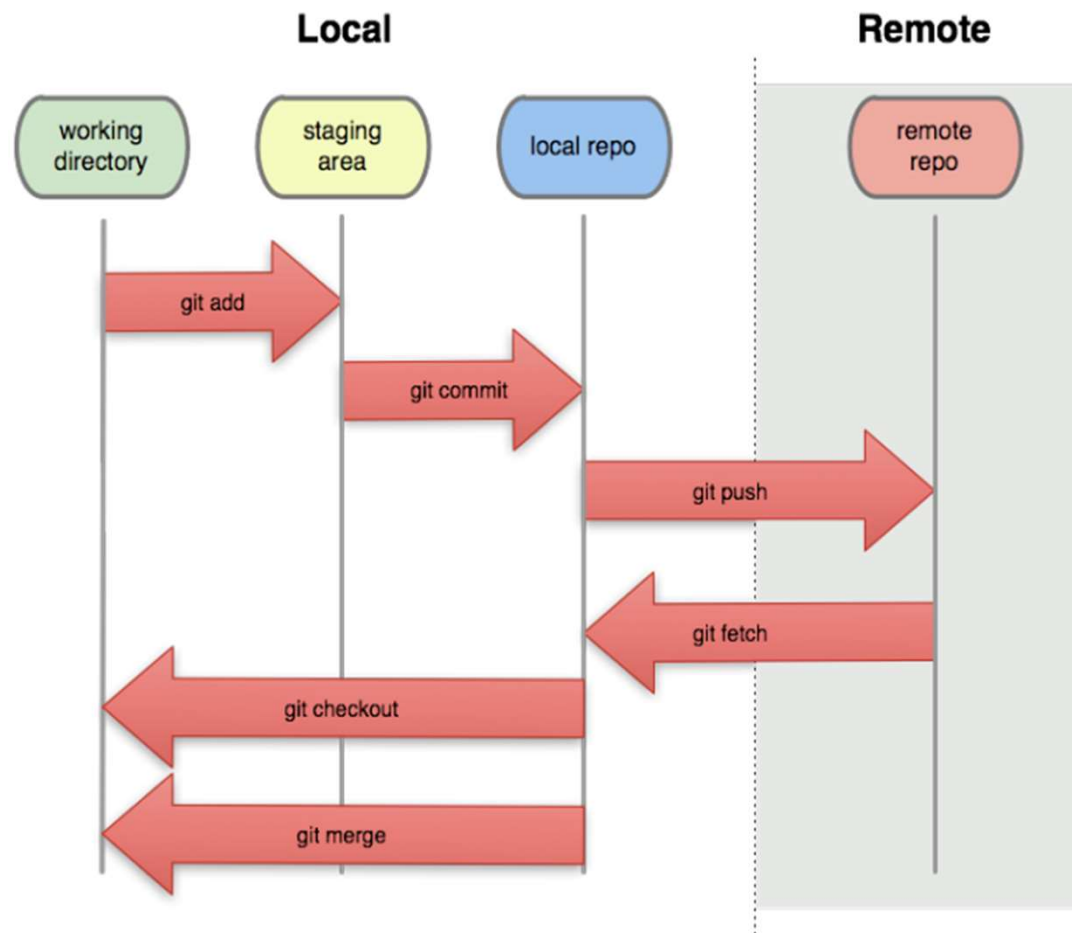 Local
Remote
working
directory
staging
area
local repo
remote
repo
git add
git commit
git push
git fetch
git checkout
git merge